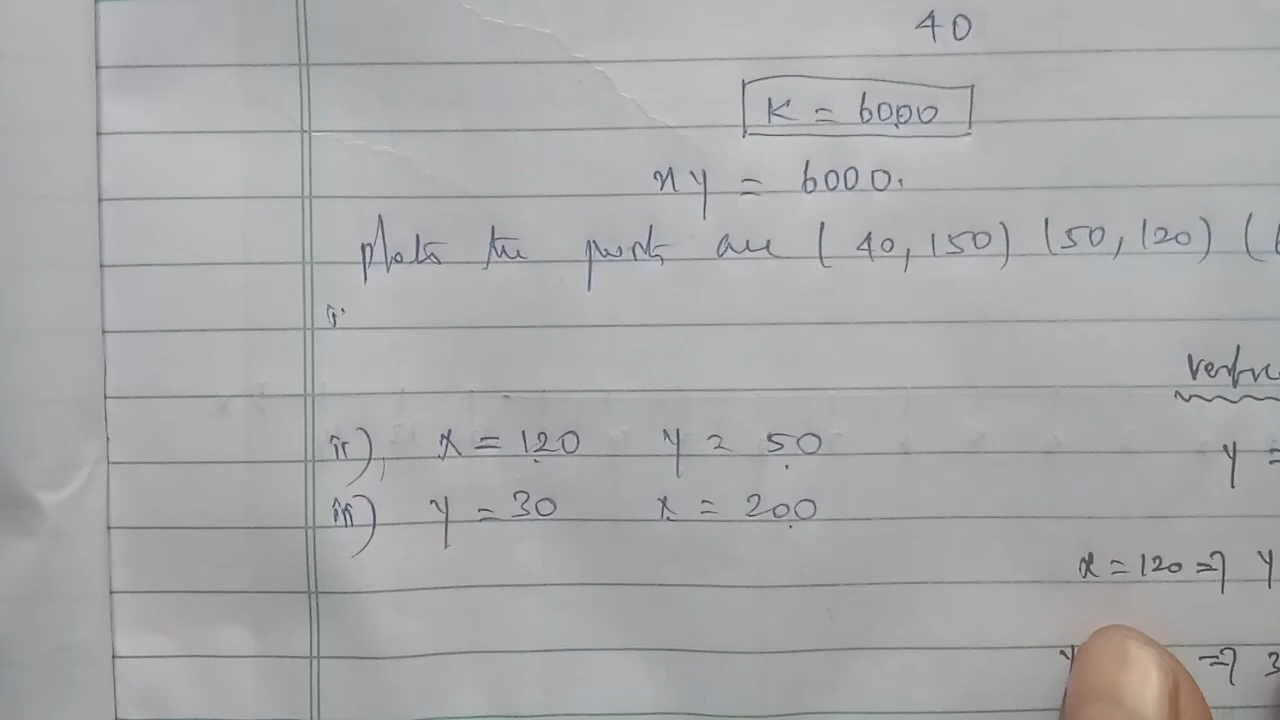 40
K = 6000
xy = 6000.
plots the points are (40, 150) (50, 120) (
i.
ii), x = 120 y = 50
iii) y = 30 x = 200
y =
x = 120 => y
=> 3